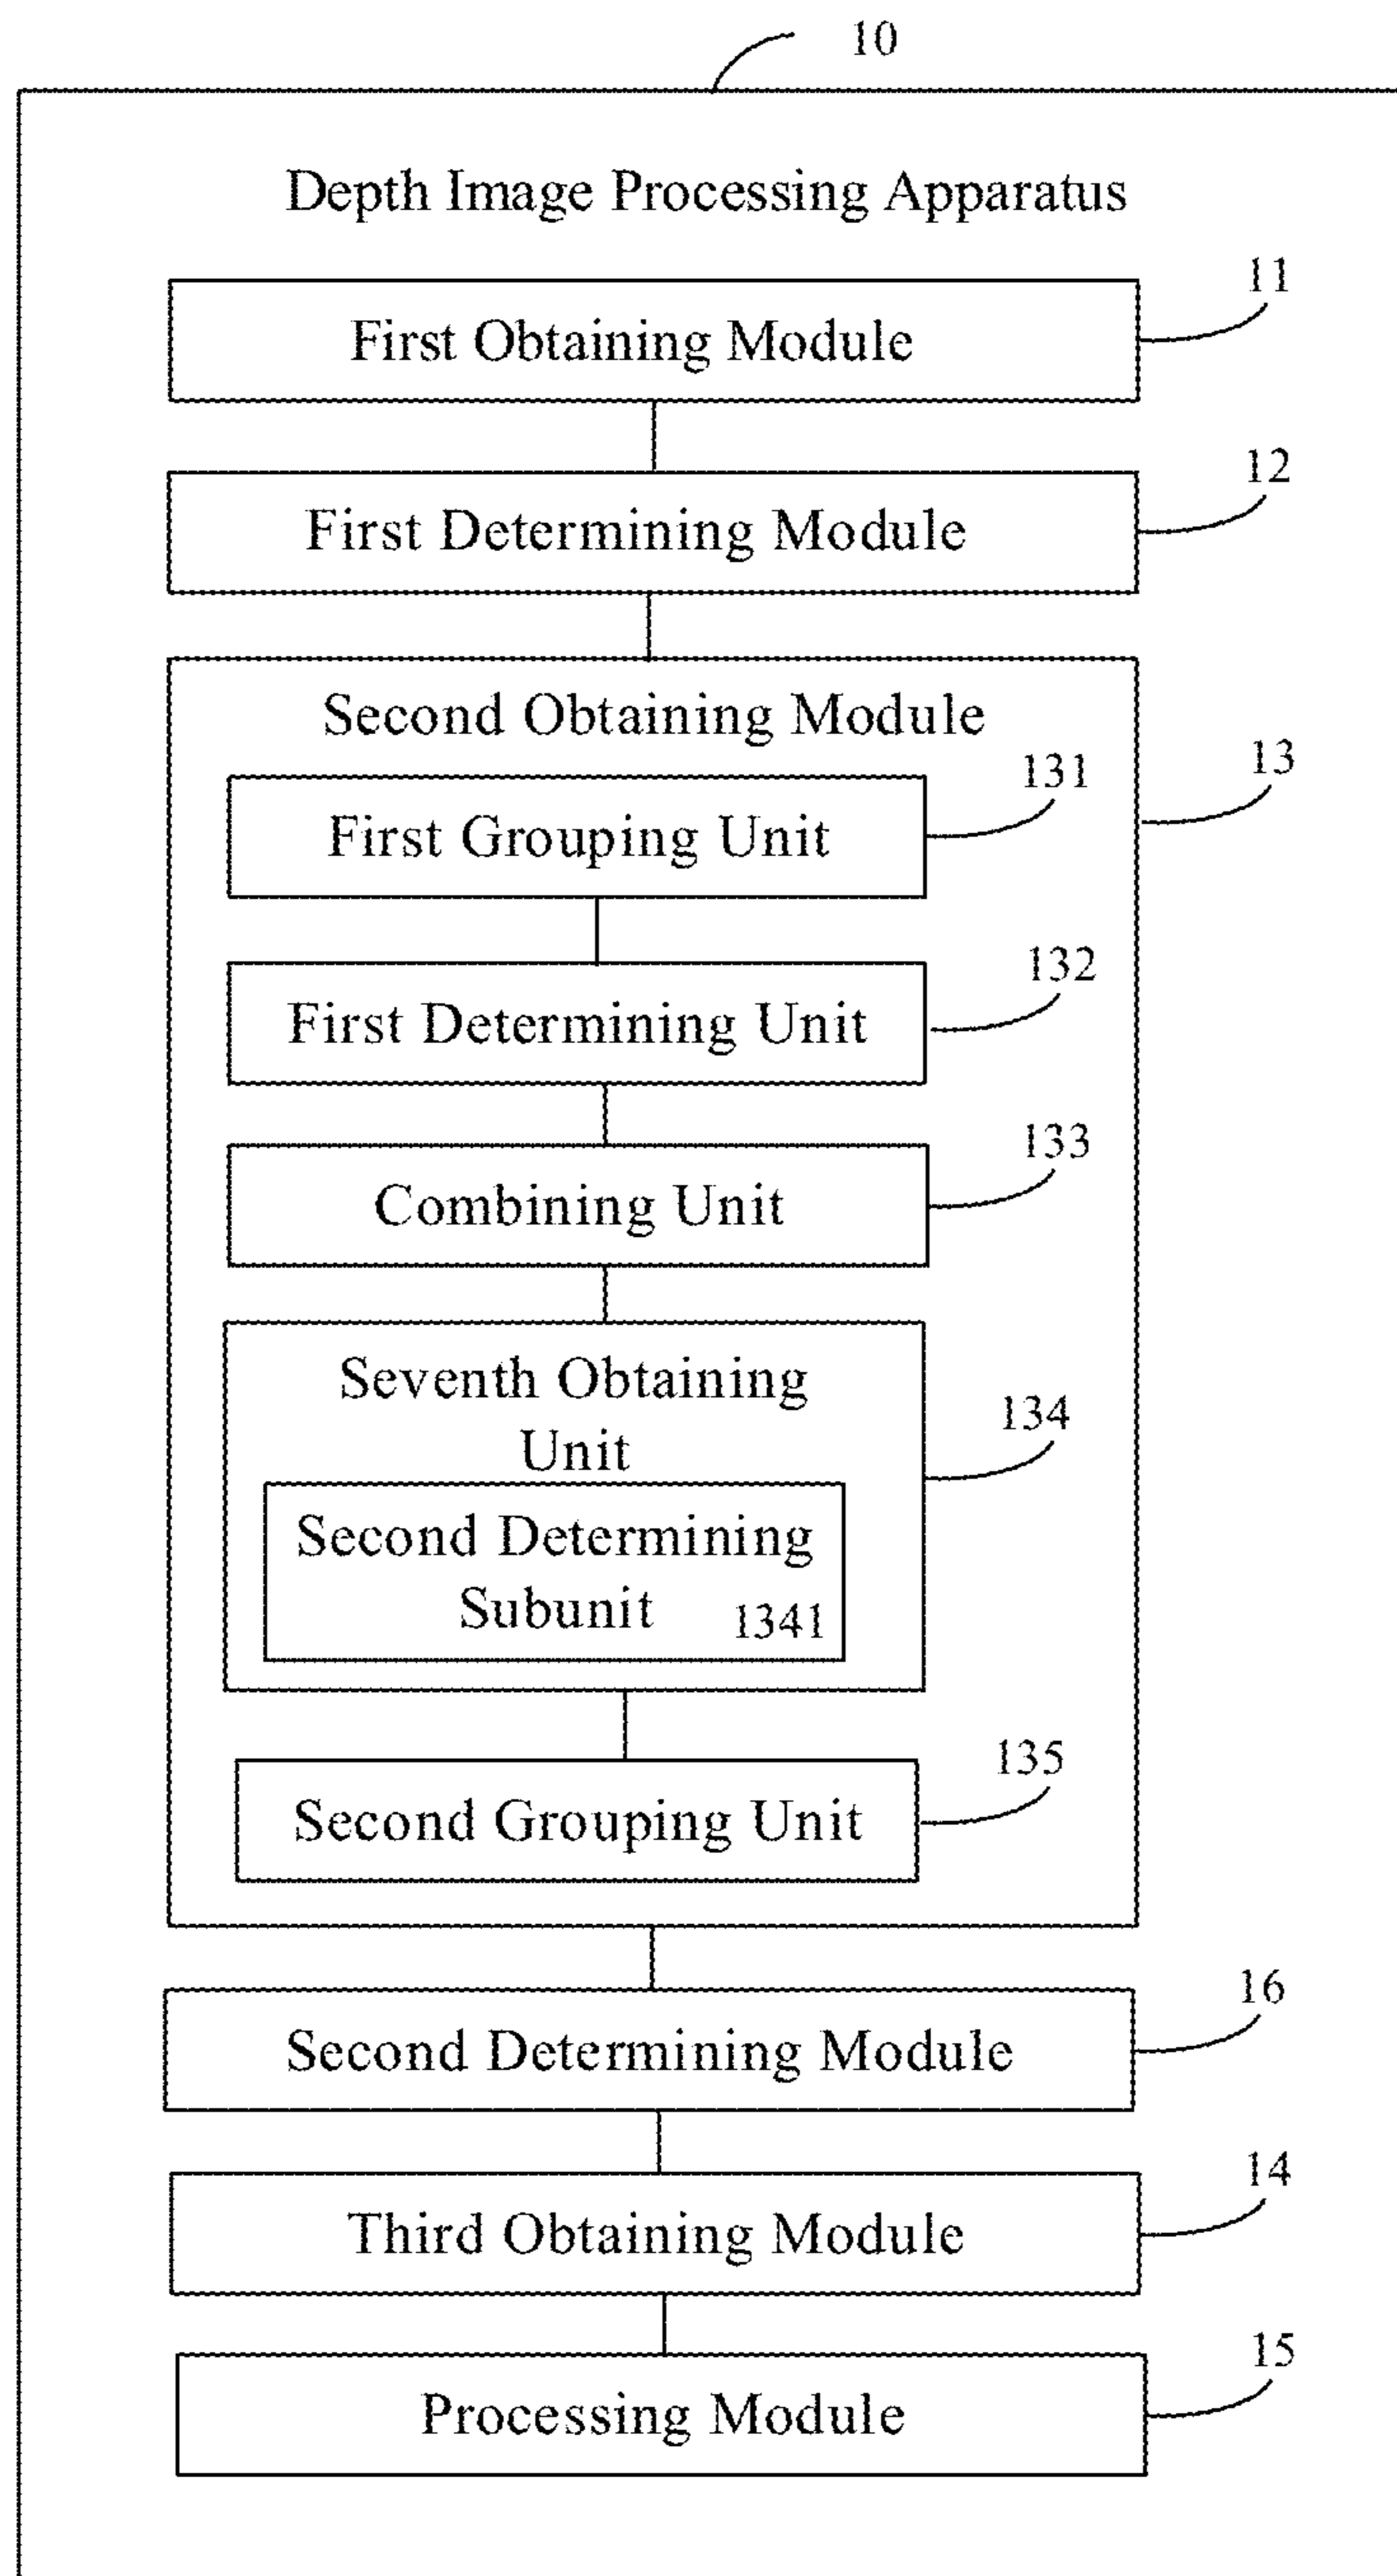 10
Depth Image Processing Apparatus
11
First Obtaining Module
12
First Determining Module
Second Obtaining Module
13
131
First Grouping Unit
132
First Determining Unit
133
Combining Unit
Seventh Obtaining
Unit
134
Second Determining
Subunit
1341
135
Second Grouping Unit
16
Second Determining Module
14
Third Obtaining Module
15
Processing Module